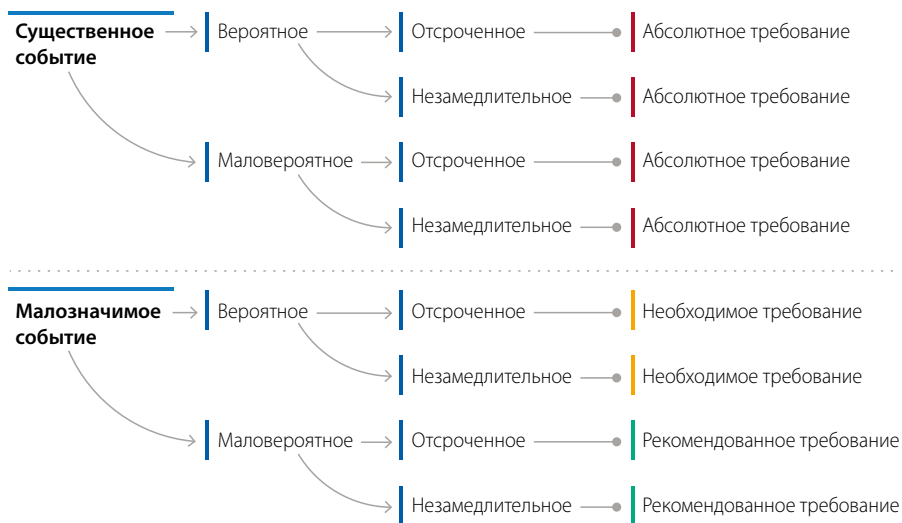 Существенное
событие
Вероятное
Отсроченное
Абсолютное требование
Незамедлительное
Абсолютное требование
Маловероятное
Отсроченное
Абсолютное требование
Незамедлительное
Абсолютное требование
Малозначимое
событие
Вероятное
Отсроченное
Необходимое требование
Незамедлительное
Необходимое требование
Маловероятное
Отсроченное
Рекомендованное требование
Незамедлительное
Рекомендованное требование